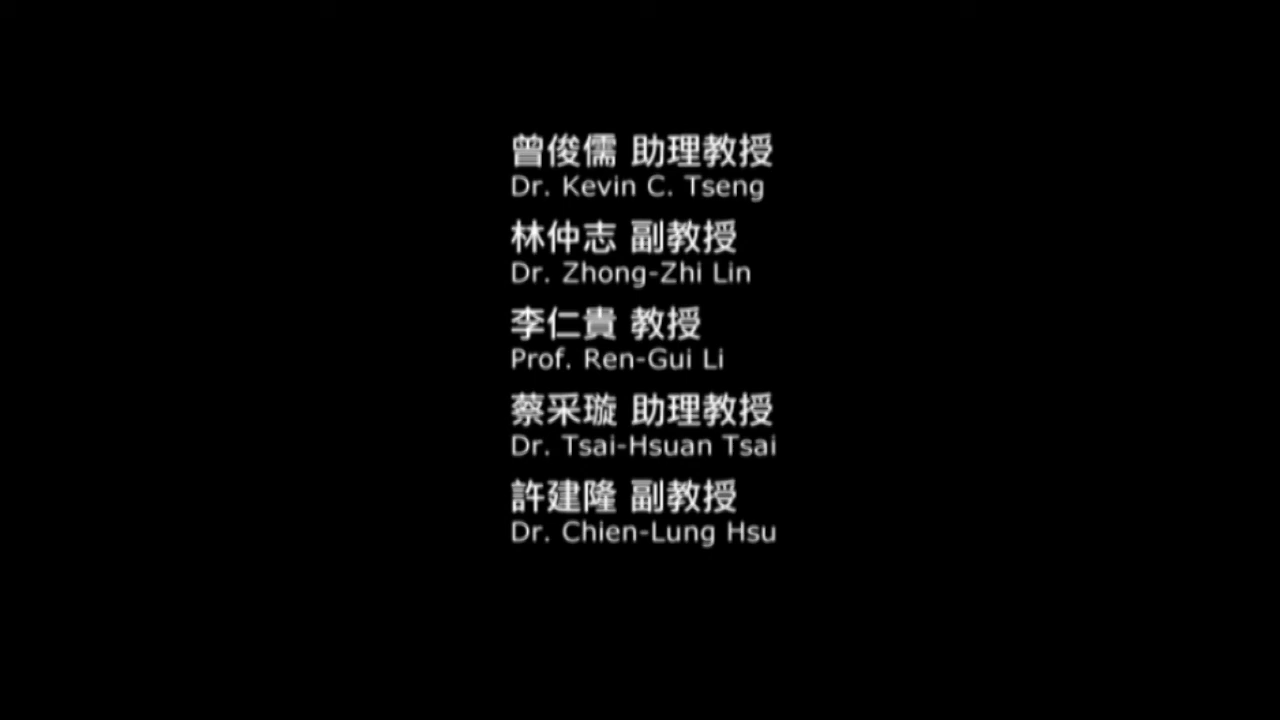 曾俊儒 助理教授
Dr. Kevin C. Tseng
林仲志 副教授
Dr. Zhong-Zhi Lin
李仁貴 教授
Prof. Ren-Gui Li
蔡采璇 助理教授
Dr. Tsai-Hsuan Tsai
許建隆 副教授
Dr. Chien-Lung Hsu